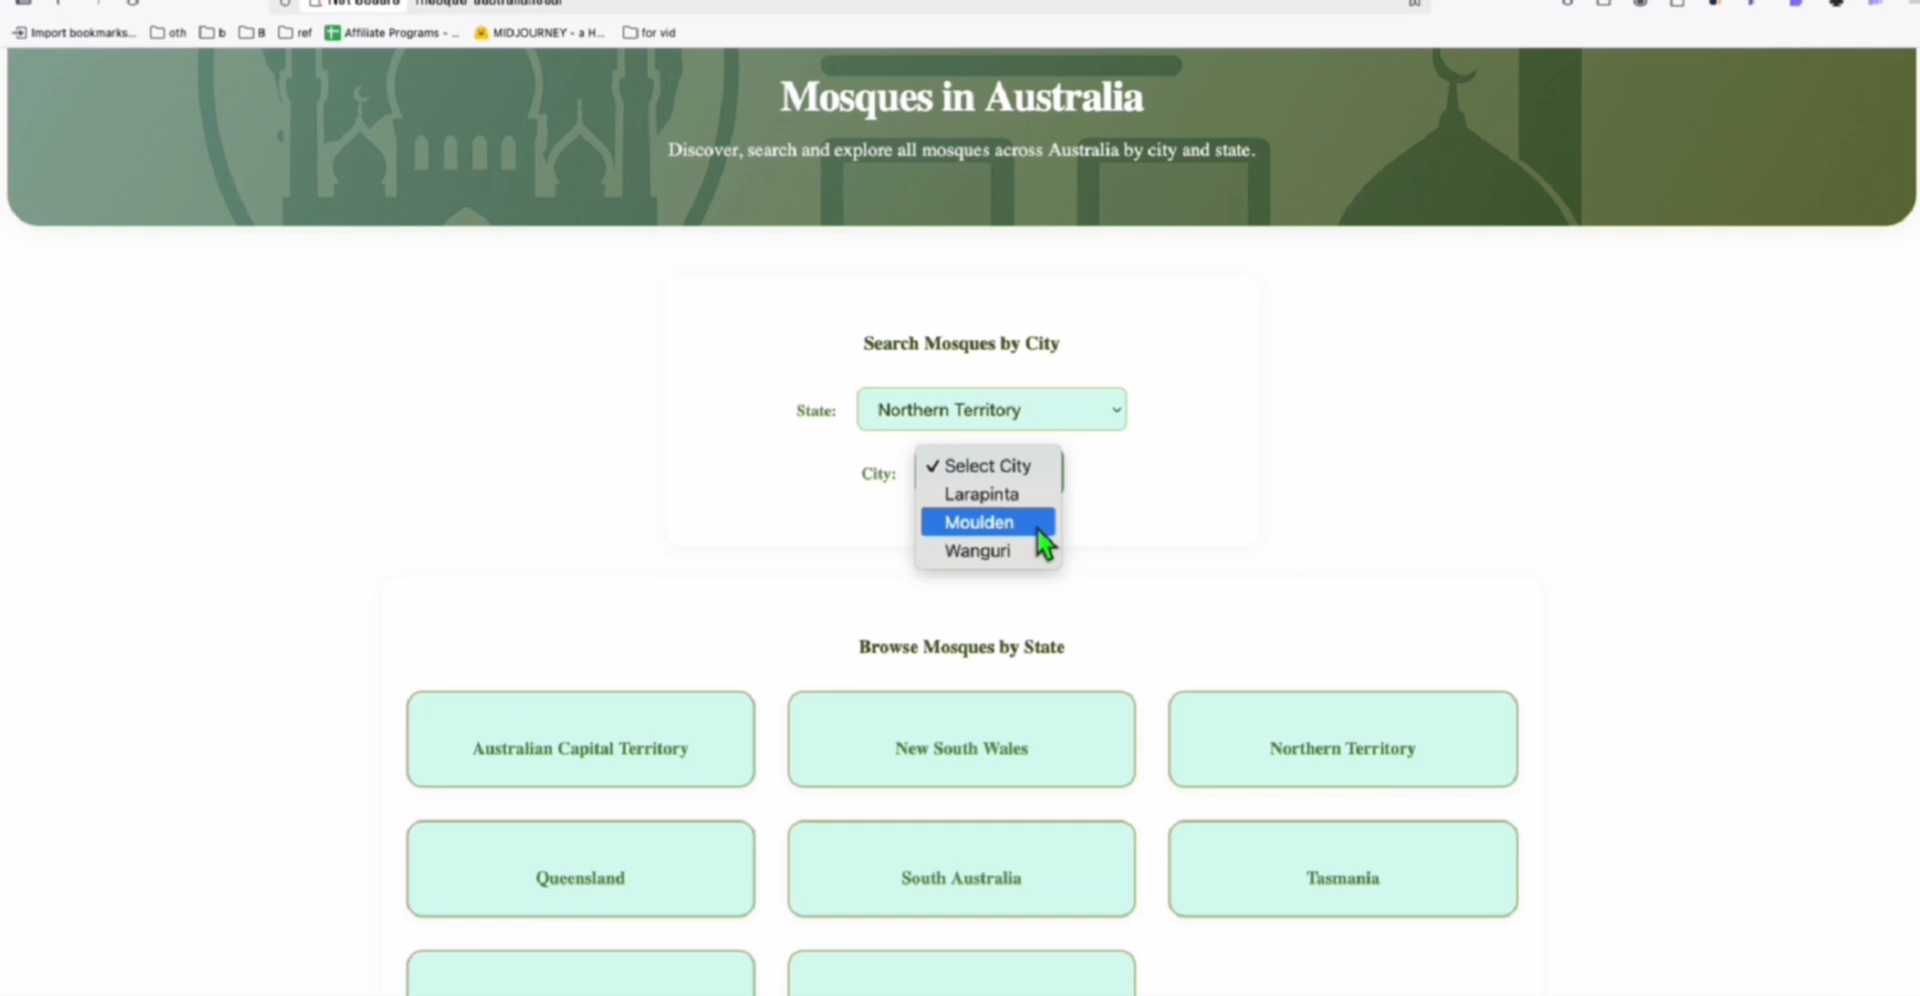 Import bookmarks... oth b B ref Affiliate Programs - ... MIDJOURNEY - a H... for vid
Mosques in Australia
Discover, search and explore all mosques across Australia by city and state.
Search Mosques by City
State: Northern Territory
City: ✓ Select City
Larapinta
Moulden
Wanguri
Browse Mosques by State
Australian Capital Territory New South Wales Northern Territory
Queensland South Australia Tasmania